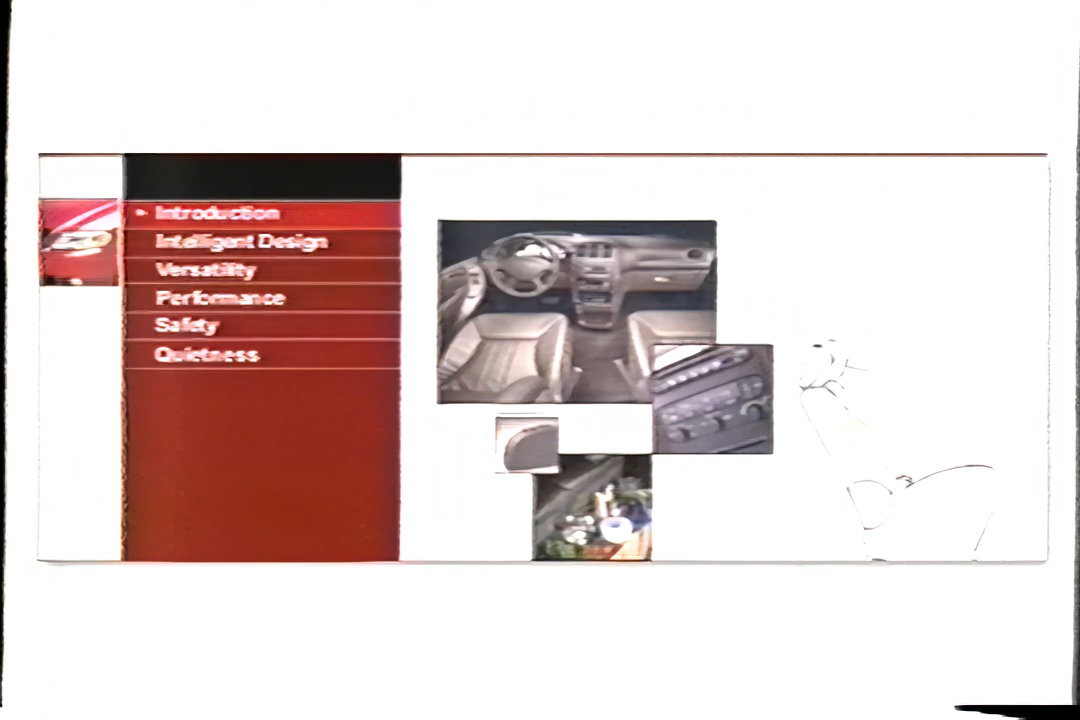 Introduction
Intelligent Design
Versatility
Performance
Safety
Quietness